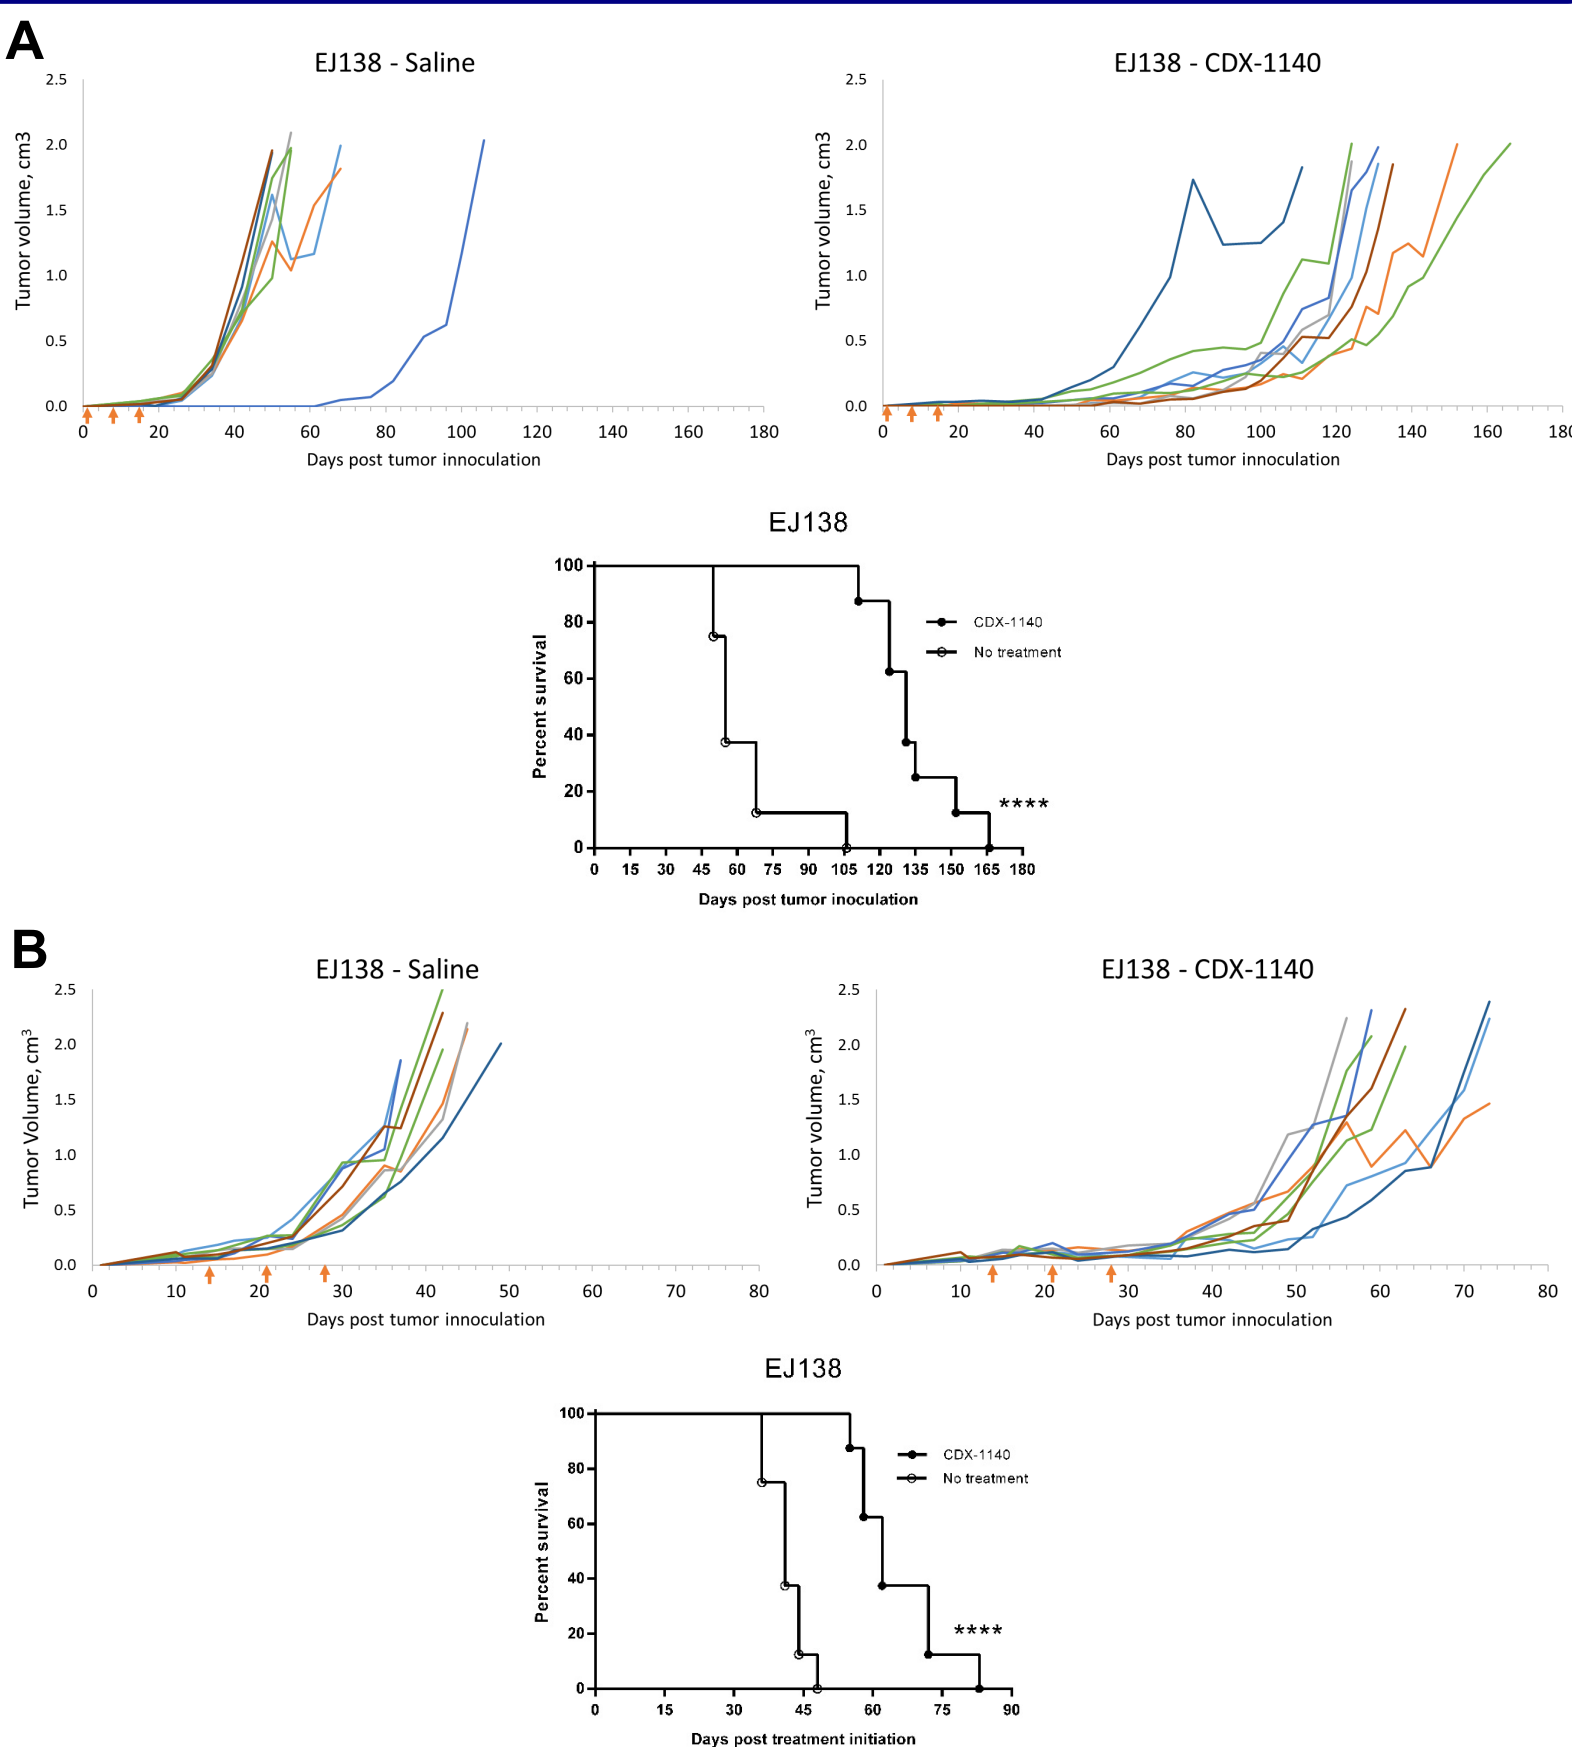 A
EJ138 - Saline
2.5
2.0
1.5
1.0
0.5
0.0
Tumor volume, cm3
0 20 40 60 80 100 120 140 160 180
Days post tumor innoculation
EJ138 - CDX-1140
2.5
2.0
1.5
1.0
0.5
0.0
Tumor volume, cm3
0 20 40 60 80 100 120 140 160 180
Days post tumor innoculation
EJ138
100
80
60
40
20
0
Percent survival
CDX-1140
No treatment
****
0 15 30 45 60 75 90 105 120 135 150 165 180
Days post tumor inoculation
B
EJ138 - Saline
2.5
2.0
1.5
1.0
0.5
0.0
Tumor Volume, cm³
0 10 20 30 40 50 60 70 80
Days post tumor innoculation
EJ138 - CDX-1140
2.5
2.0
1.5
1.0
0.5
0.0
Tumor volume, cm³
0 10 20 30 40 50 60 70 80
Days post tumor innoculation
EJ138
100
80
60
40
20
0
Percent survival
CDX-1140
No treatment
****
0 15 30 45 60 75 90
Days post treatment initiation